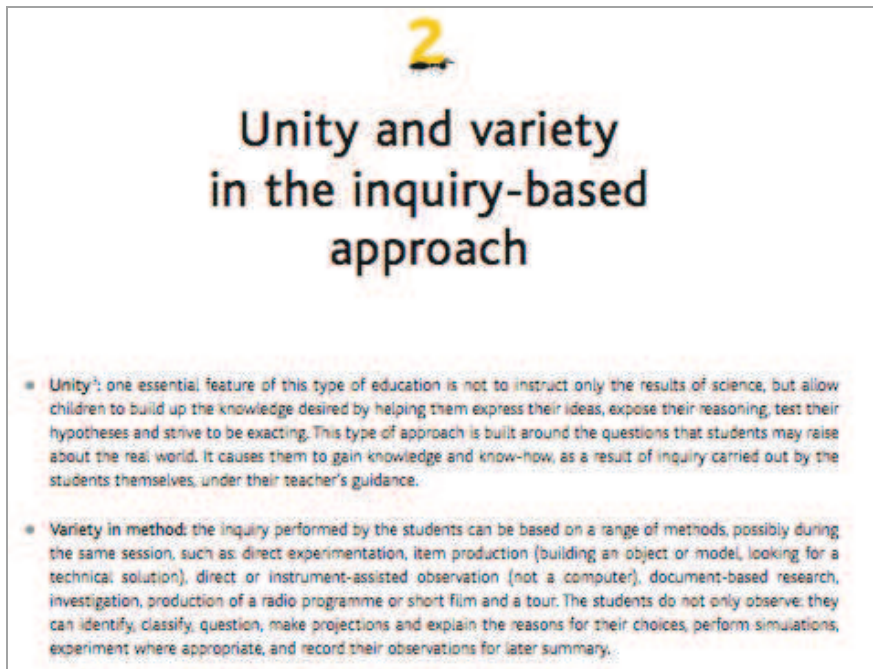 2
Unity and variety
in the inquiry-based
approach
Unity¹: one essential feature of this type of education is not to instruct only the results of science, but allow
children to build up the knowledge desired by helping them express their ideas, expose their reasoning, test their
hypotheses and strive to be exacting. This type of approach is built around the questions that students may raise
about the real world. It causes them to gain knowledge and know-how, as a result of inquiry carried out by the
students themselves, under their teacher's guidance.
Variety in method: the inquiry performed by the students can be based on a range of methods, possibly during
the same session, such as: direct experimentation, item production (building an object or model, looking for a
technical solution), direct or instrument-assisted observation (not a computer), document-based research,
investigation, production of a radio programme or short film and a tour. The students do not only observe: they
can identify, classify, question, make projections and explain the reasons for their choices, perform simulations,
experiment where appropriate, and record their observations for later summary.